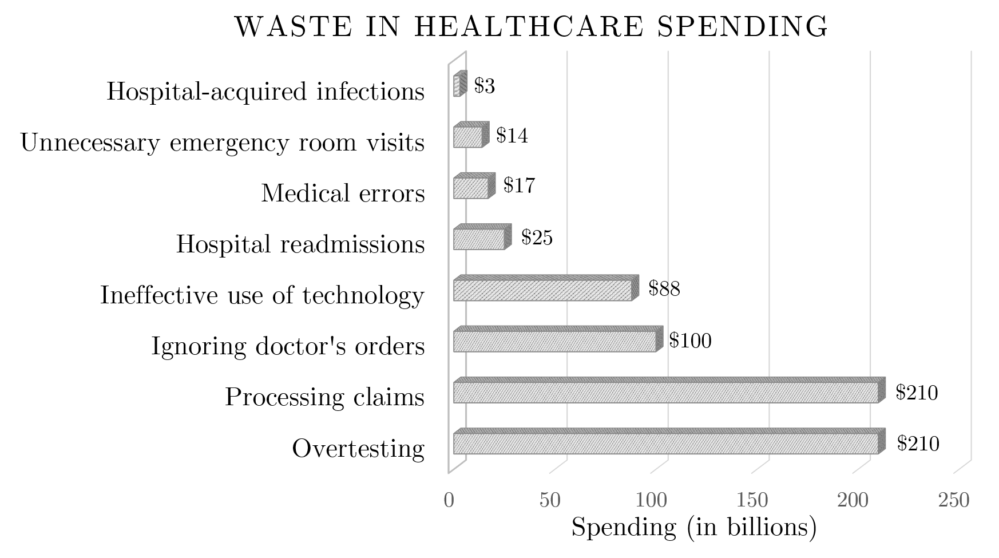 WASTE IN HEALTHCARE SPENDING
Hospital-acquired infections $3
Unnecessary emergency room visits $14
Medical errors $17
Hospital readmissions $25
Ineffective use of technology $88
Ignoring doctor's orders $100
Processing claims $210
Overtesting $210
0 50 100 150 200 250
Spending (in billions)